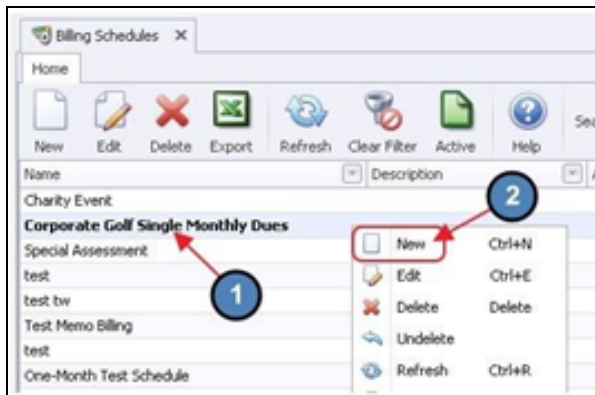 Billing Schedules X
Home
New Edit Delete Export Refresh Clear Filter Active Help
Name Description
Charity Event
Corporate Golf Single Monthly Dues
Special Assessment
test
test tw
Test Memo Billing
test
One-Month Test Schedule
2
1
New Ctrl+N
Edit Ctrl+E
Delete Delete
Undelete
Refresh Ctrl+R